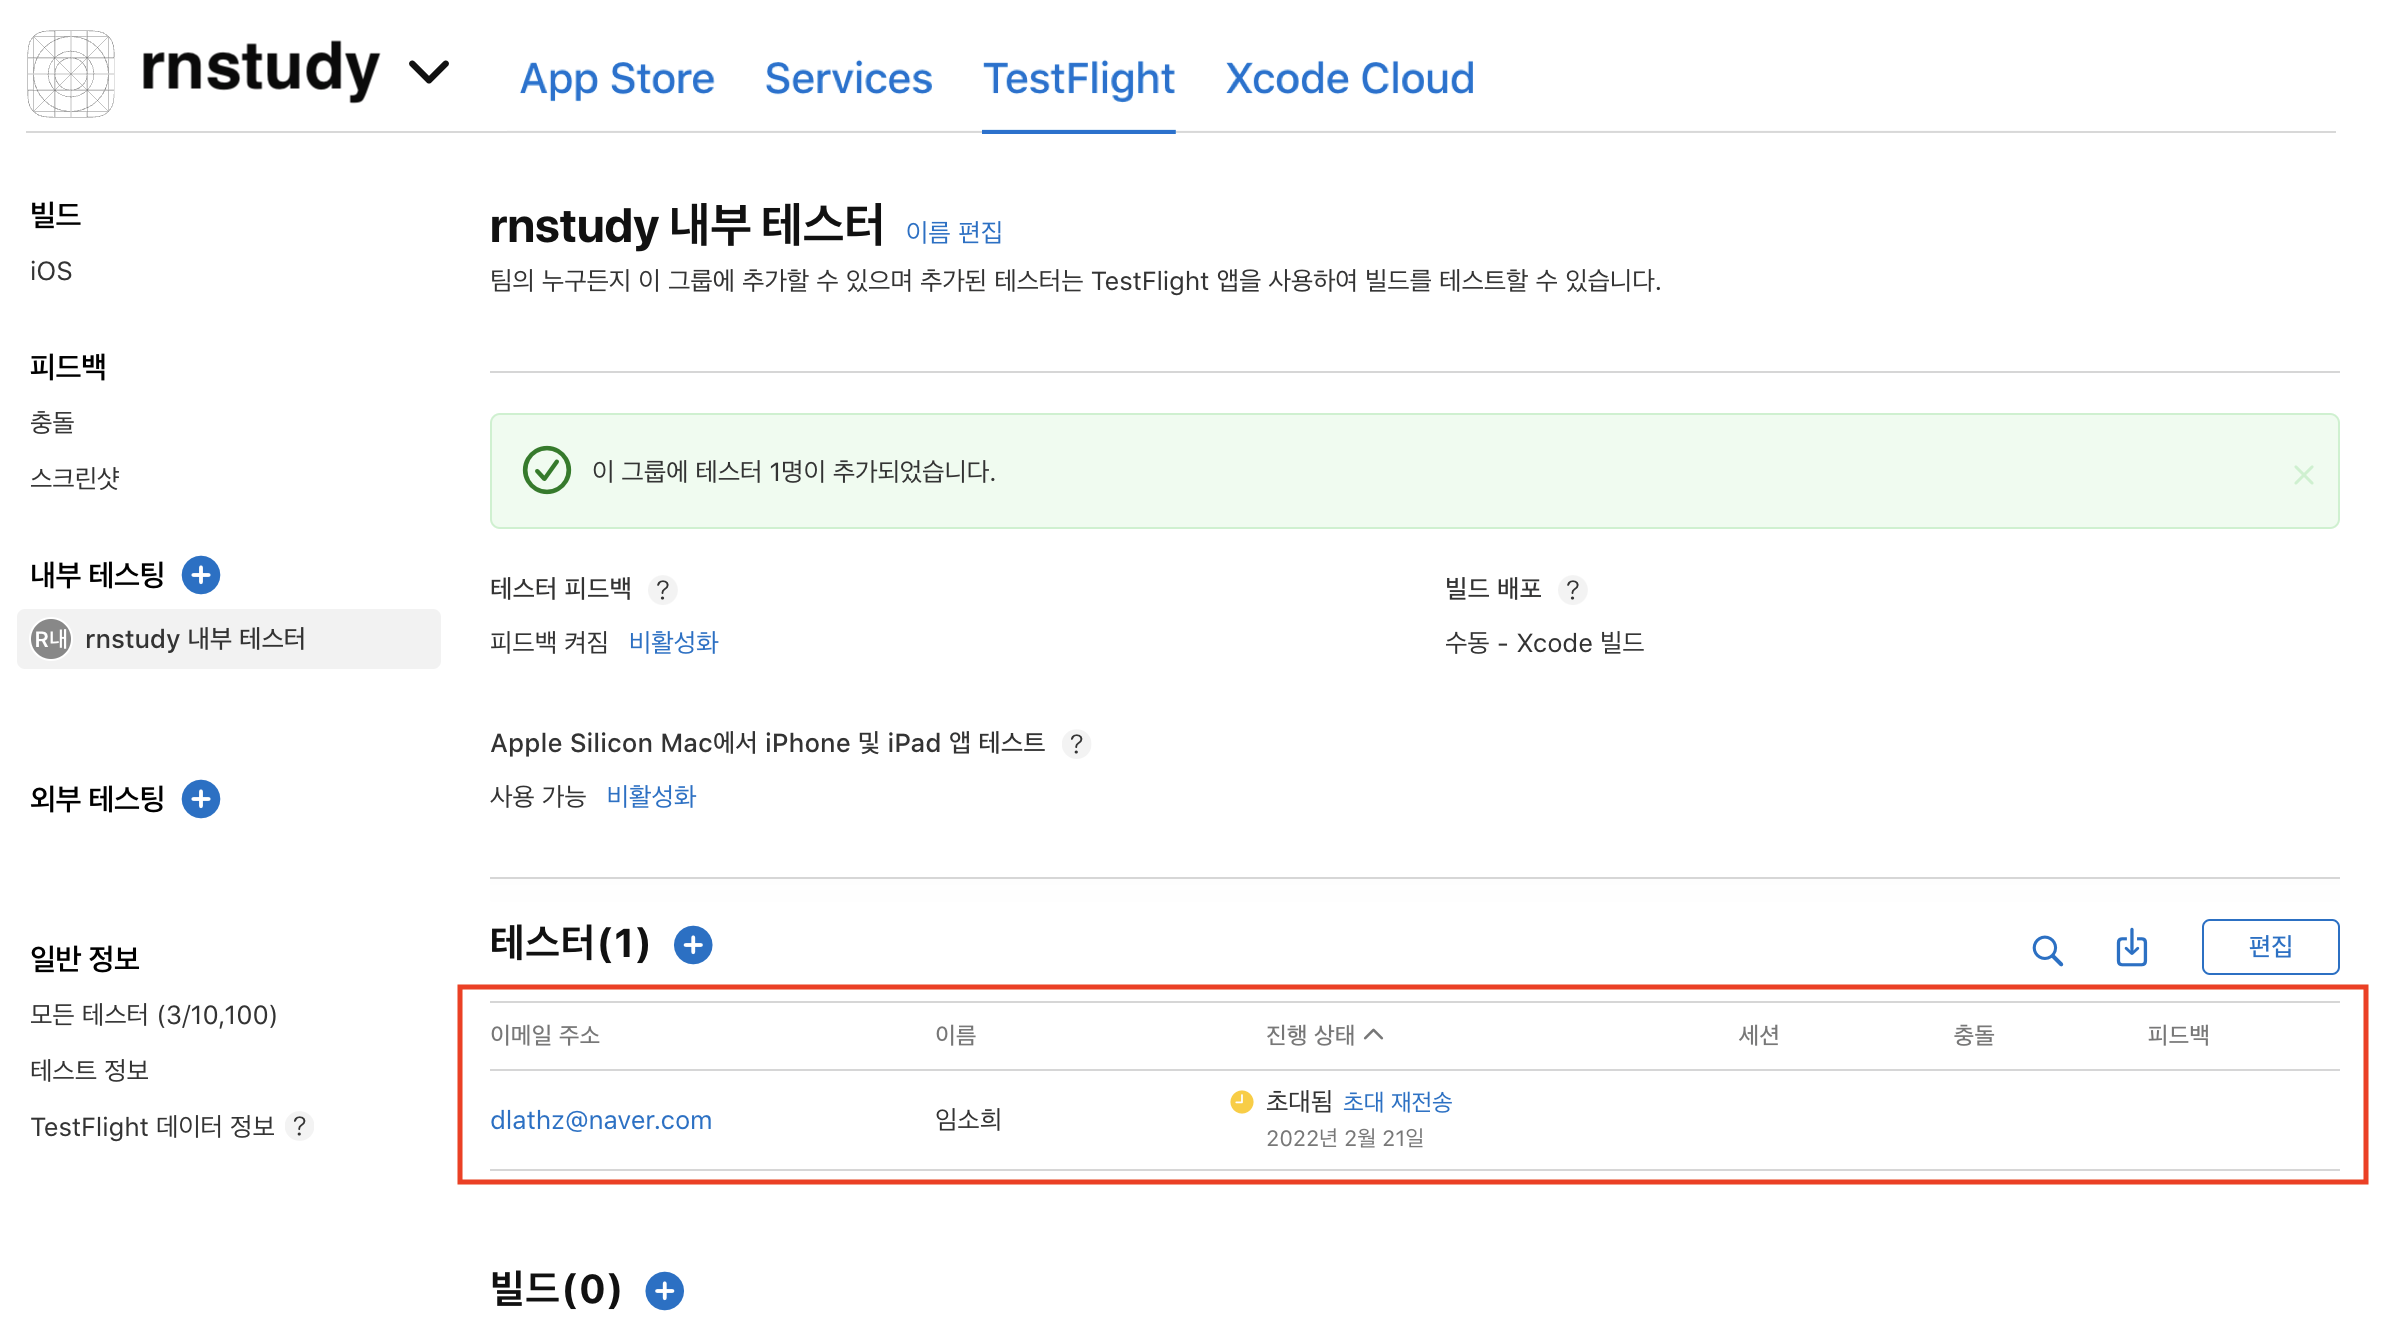 rnstudy
App Store Services TestFlight Xcode Cloud
빌드
iOS
피드백
충돌
스크린샷
내부 테스팅
R내 rnstudy 내부 테스터
외부 테스팅
일반 정보
모든 테스터 (3/10,100)
테스트 정보
TestFlight 데이터 정보 ?
rnstudy 내부 테스터 이름 편집
팀의 누구든지 이 그룹에 추가할 수 있으며 추가된 테스터는 TestFlight 앱을 사용하여 빌드를 테스트할 수 있습니다.
이 그룹에 테스터 1명이 추가되었습니다.
테스터 피드백 ?
피드백 켜짐 비활성화
빌드 배포 ?
수동 - Xcode 빌드
Apple Silicon Mac에서 iPhone 및 iPad 앱 테스트 ?
사용 가능 비활성화
테스터(1)
편집
이메일 주소 이름 진행 상태 세션 충돌 피드백
dlathz@naver.com 임소희 초대됨 초대 재전송
2022년 2월 21일
빌드(0)